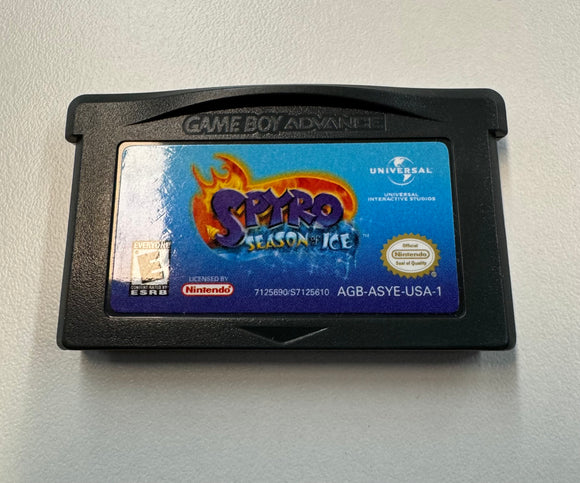 GAME BOY ADVANCE
UNIVERSAL
UNIVERSAL
INTERACTIVE STUDIOS
SPYRO
SEASON OF ICE
™
EVERYONE
E
CONTENT RATED BY
ESRB
LICENSED BY
Nintendo
7125690/S7125610
AGB-ASYE-USA-1
Official
Nintendo
Seal of Quality